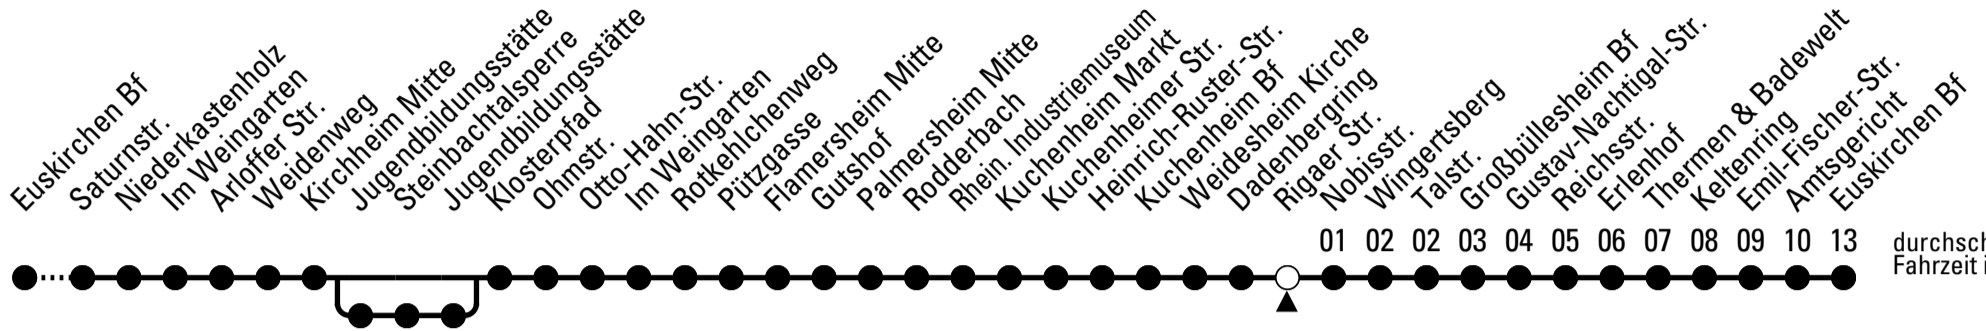 Euskirchen Bf
Saturnstr.
Niederkastenholz
Im Weingarten
Arloffer Str.
Weidenweg
Kirchheim Mitte
Jugendbildungsstätte
Steinbachtalsperre
Jugendbildungsstätte
Klosterpfad
Ohmstr.
Otto-Hahn-Str.
Im Weingarten
Rotkehlchenweg
Pützgasse
Flamersheim Mitte
Gutshof
Palmersheim Mitte
Rodderbach
Rhein. Industriemuseum
Kuchenheim Markt
Kuchenheimer Str.
Heinrich-Ruster-Str.
Kuchenheim Bf
Weidesheim Kirche
Dadenbergring
Rigaer Str.
Nobisstr.
Wingertsberg
Talstr.
Großbüllesheim Bf
Gustav-Nachtigal-Str.
Reichsstr.
Erlenhof
Thermen & Badewelt
Keltenring
Emil-Fischer-Str.
Amtsgericht
Euskirchen Bf
01 02 02 03 04 05 06 07 08 09 10 13
durchsch
Fahrzeit i